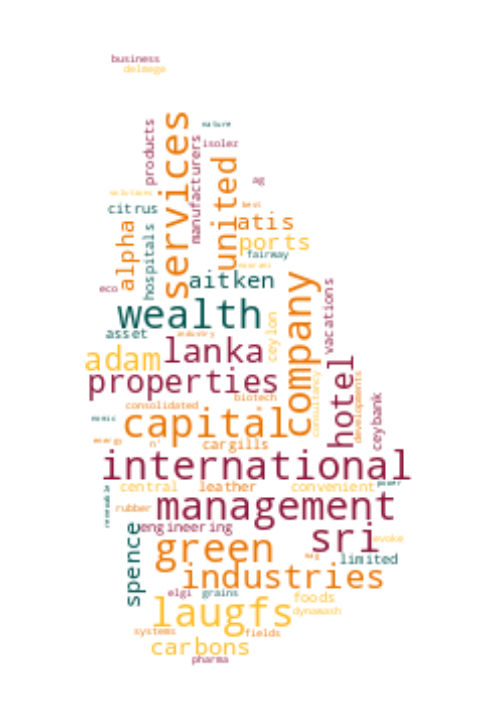 business
delmege
products
services
manufacturers
nature
isoler
united
ag
solutions
best
citrus
alpha
hospitals
atis
ports
fairway
aitken
eco
wealth
company
vacations
asset
industry
ceylon
lanka
adam
properties
hotel
consultancy
developments
biotech
consolidated
ceybank
capital
energy
n'
cargills
international
central
leather
convenient
power
management
rubber
engineering
sri
evoke
spence
green
limited
industries
elgi
grains
foods
laugfs
dynawash
systems
fields
carbons
pharma